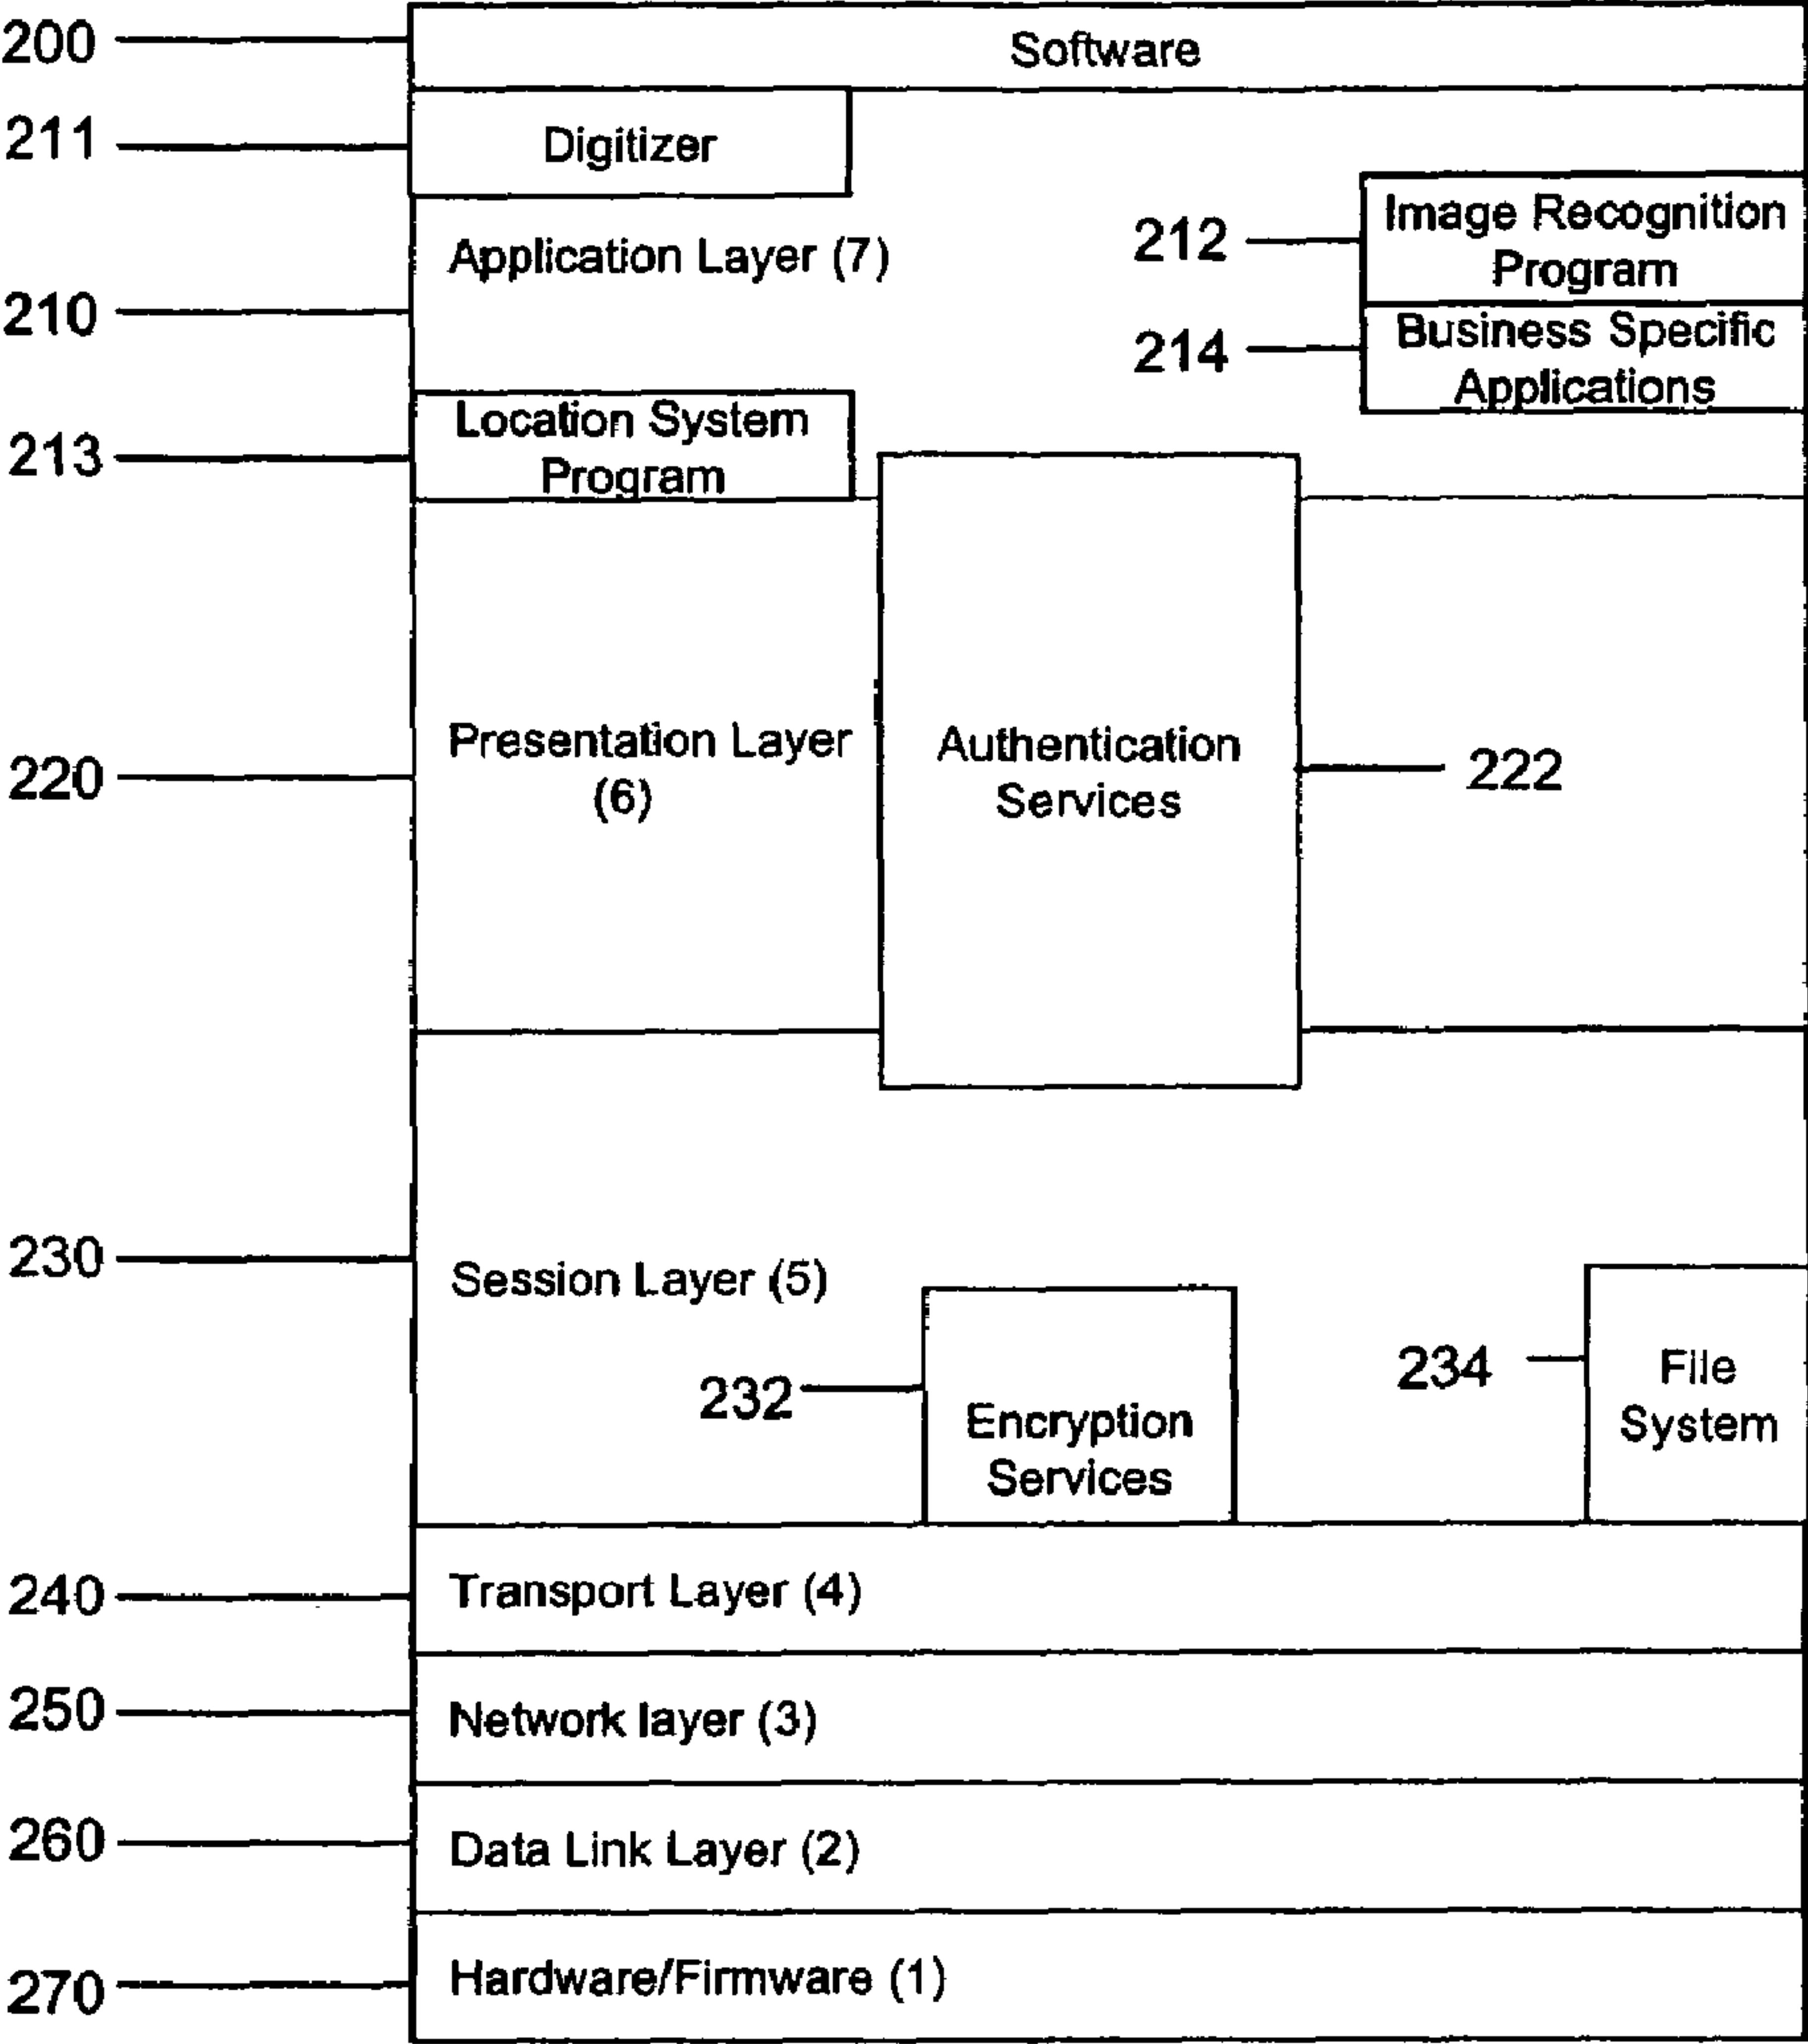 200
Software
211
Digitizer
Application Layer (7)
212
Image Recognition
Program
210
214
Business Specific
Applications
213
Location System
Program
220
Presentation Layer
(6)
Authentication
Services
222
230
Session Layer (5)
232
Encryption
Services
234
File
System
240
Transport Layer (4)
250
Network layer (3)
260
Data Link Layer (2)
270
Hardware/Firmware (1)